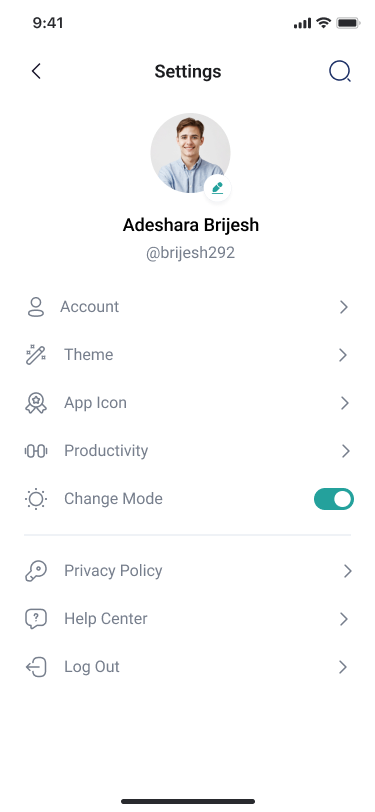 9:41
Settings
Adeshara Brijesh
@brijesh292
Account
Theme
App Icon
Productivity
Change Mode
Privacy Policy
?
Help Center
Log Out